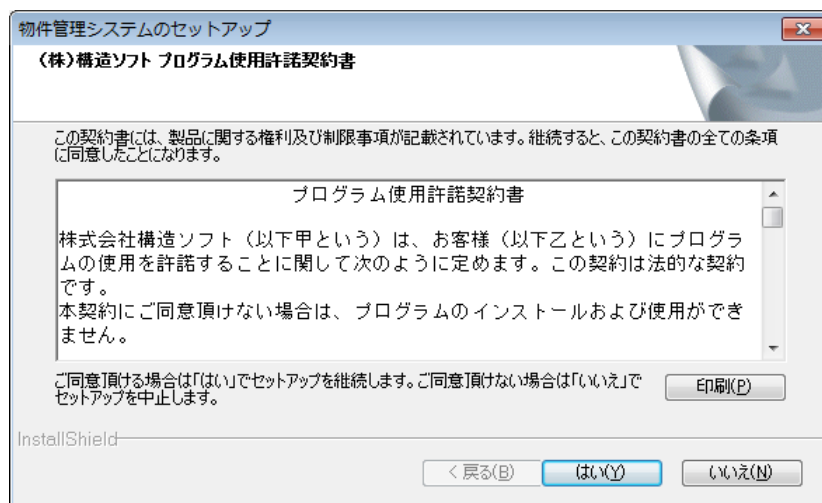 物件管理システムのセットアップ
(株)構造ソフト プログラム使用許諾契約書
この契約書には、製品に関する権利及び制限事項が記載されています。継続すると、この契約書の全ての条項
に同意したことになります。
プログラム使用許諾契約書
株式会社構造ソフト（以下甲という）は、お客様（以下乙という）にプログラ
ムの使用を許諾することに関して次のように定めます。この契約は法的な契約
です。
本契約にご同意頂けない場合は、プログラムのインストールおよび使用ができ
ません。
ご同意頂ける場合は「はい」でセットアップを継続します。ご同意頂けない場合は「いいえ」で
セットアップを中止します。
印刷(P)
InstallShield
< 戻る(B)
はい(Y)
いいえ(N)